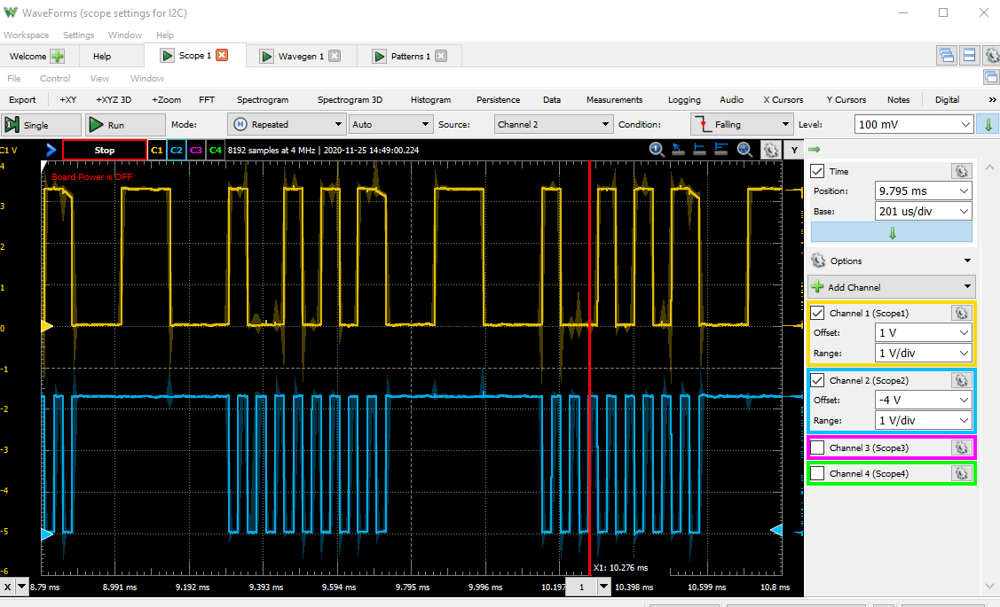 WaveForms (scope settings for I2C)
Workspace Settings Window Help
Welcome Help Scope 1 Wavegen 1 Patterns 1
File Control View Window
Export +XY +XYZ 3D +Zoom FFT Spectrogram Spectrogram 3D Histogram Persistence Data Measurements Logging Audio X Cursors Y Cursors Notes Digital »
Single Run Mode: Repeated Auto Source: Channel 2 Condition: Falling Level: 100 mV
C1 V Stop C1 C2 C3 C4 8192 samples at 4 MHz | 2020-11-25 14:49:00.224 Y
Board Power is OFF
4
3
2
1
0
-1
-2
-3
-4
-5
-6
X1: 10.276 ms
X 8.79 ms 8.991 ms 9.192 ms 9.393 ms 9.594 ms 9.795 ms 9.996 ms 10.197 1 10.398 ms 10.599 ms 10.8 ms
Time
Position: 9.795 ms
Base: 201 us/div
Options
Add Channel
Channel 1 (Scope1)
Offset: 1 V
Range: 1 V/div
Channel 2 (Scope2)
Offset: -4 V
Range: 1 V/div
Channel 3 (Scope3)
Channel 4 (Scope4)